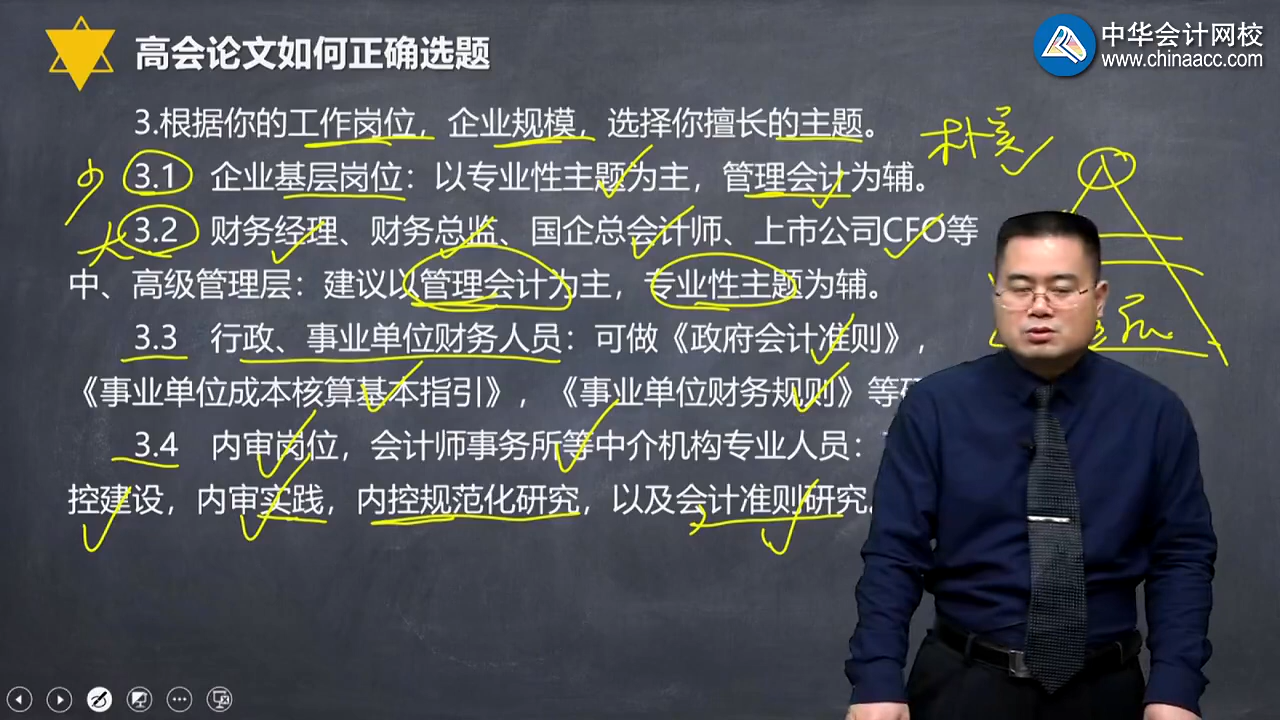 高会论文如何正确选题
中华会计网校
www.chinaacc.com
3.根据你的工作岗位，企业规模，选择你擅长的主题。
少 3.1 企业基层岗位：以专业性主题为主，管理会计为辅。
大 3.2 财务经理、财务总监、国企总会计师、上市公司CFO等
中、高级管理层：建议以管理会计为主，专业性主题为辅。
3.3 行政、事业单位财务人员：可做《政府会计准则》，
《事业单位成本核算基本指引》，《事业单位财务规则》等
3.4 内审岗位，会计师事务所等中介机构专业人员：
控建设，内审实践，内控规范化研究，以及会计准则研究